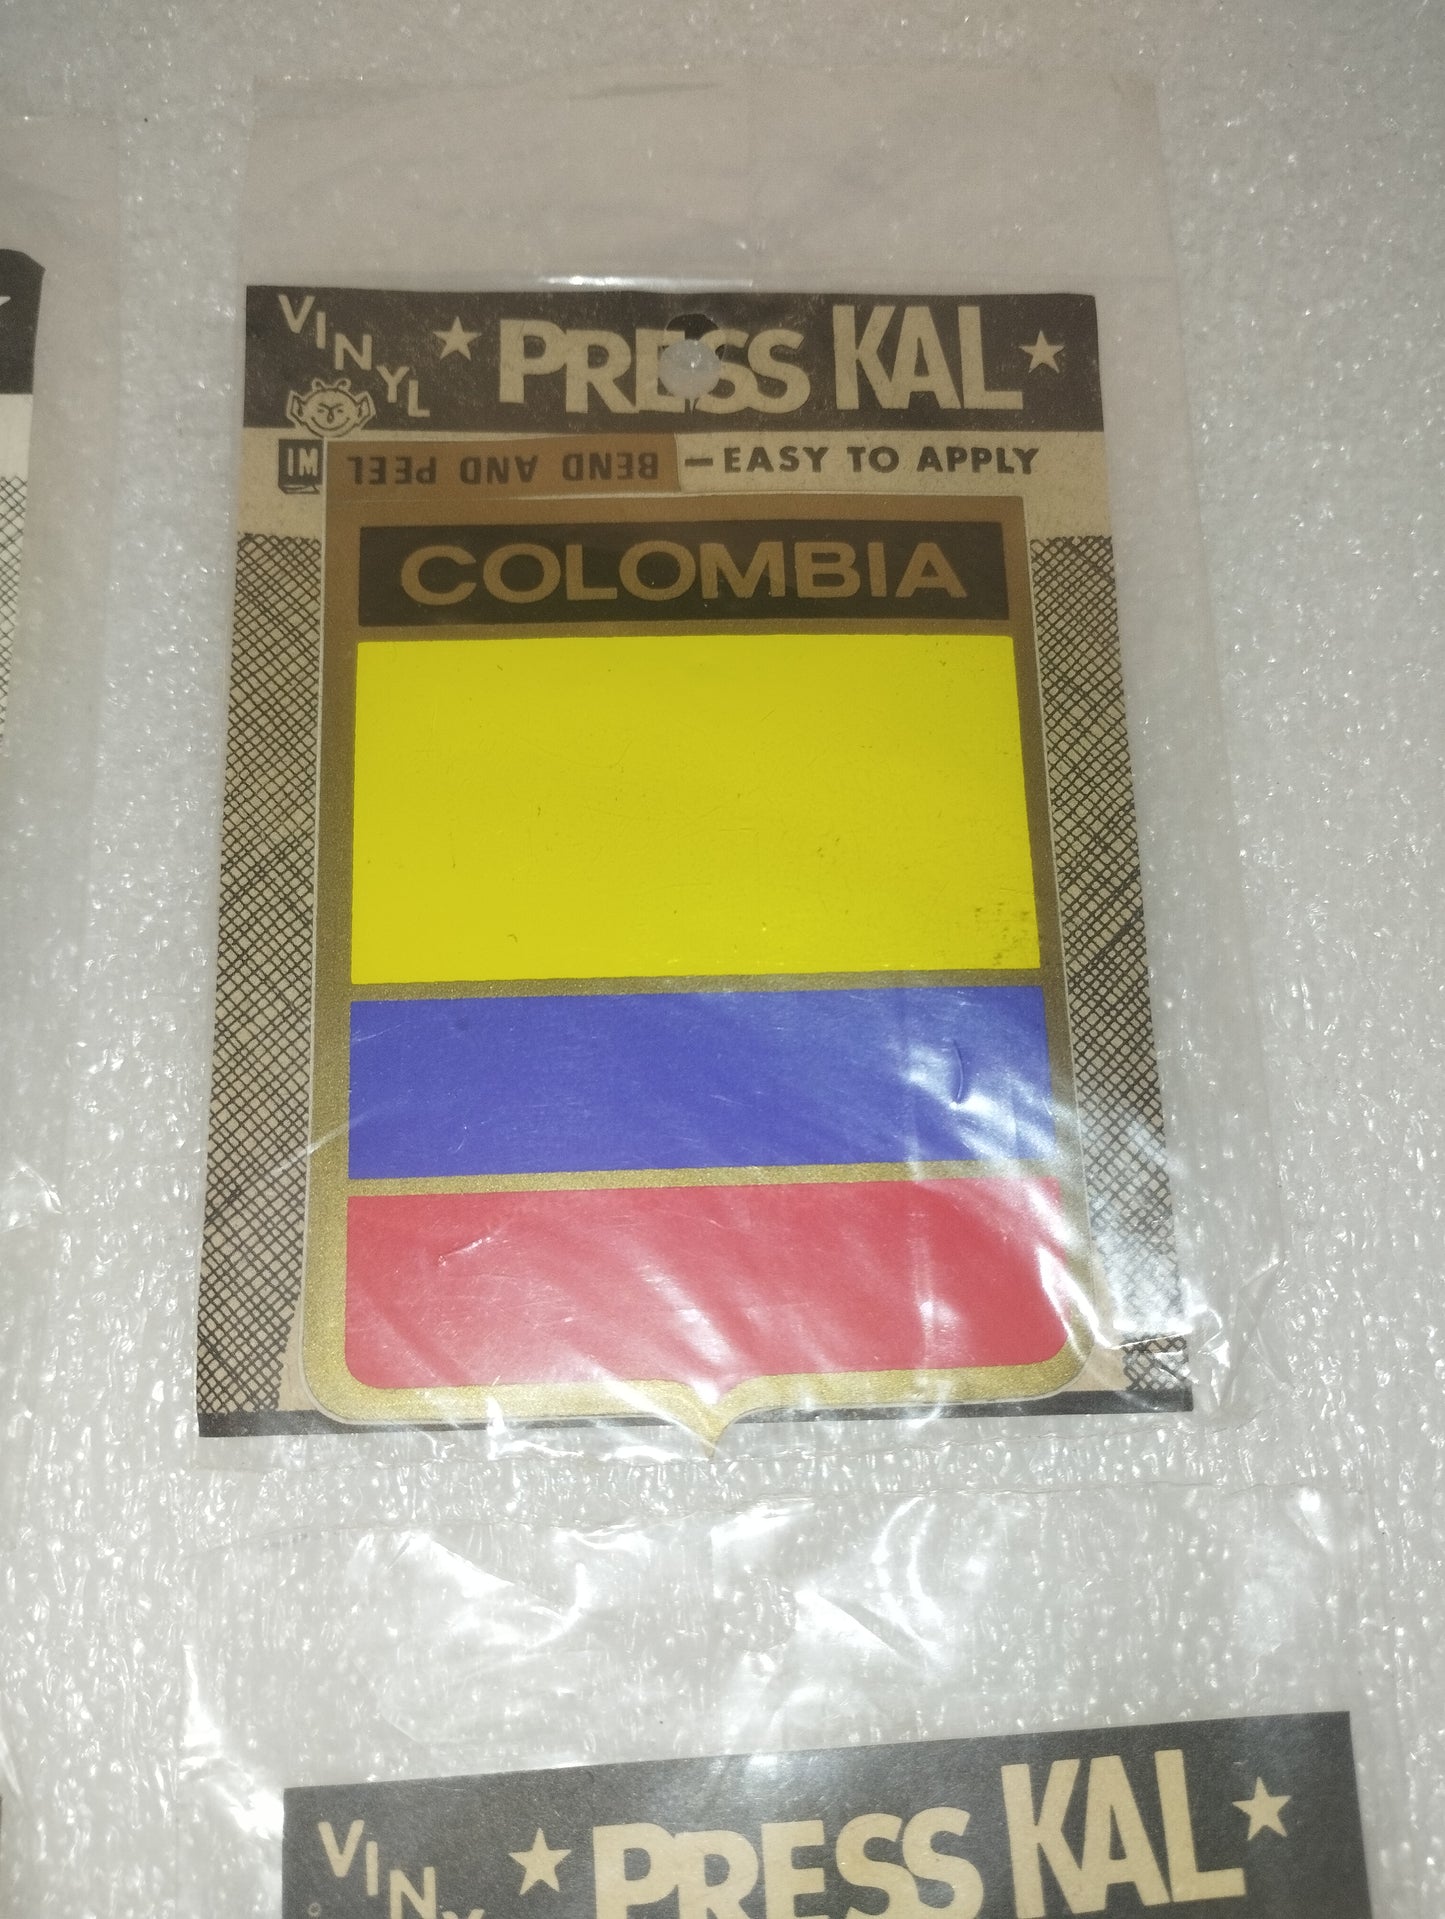 VINYL ★ PRESS KAL ★
IM BEND AND PEEL —EASY TO APPLY
COLOMBIA
VINY ★ PRESS KAL ★